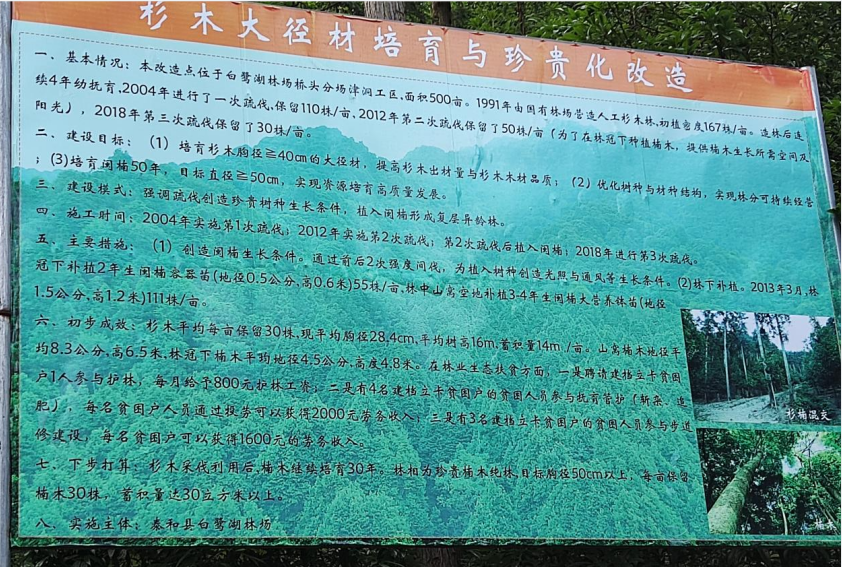 杉木大径材培育与珍贵化改造
一、基本情况：本改造点位于白鹭湖林场桥头分场津洞工区,面积500亩。1991年由国有林场营造人工杉木林,初植密度167株/亩。造林后连
续4年幼抚育,2004年进行了一次疏伐,保留110株/亩、2012年第二次疏伐保留了50株/亩（为了在林冠下种植楠木，提供楠木生长所需空间及
阳光），2018年第三次疏伐保留了30株/亩。
二、建设目标：（1）培育杉木胸径≧40cm的大径材，提高杉木出材量与杉木木材品质；（2）优化树种与材种结构，实现林分可持续经营
；(3)培育闽楠50年，目标直径≧50cm，实现资源培育高质量发展。
三、建设模式：强调疏伐创造珍贵树种生长条件，植入闽楠形成复层异龄林。
四、施工时间：2004年实施第1次疏伐；2012年实施第2次疏伐；第2次疏伐后植入闽楠；2018年进行第3次疏伐。
五、主要措施：（1）创造闽楠生长条件。通过前后2次强度间伐，为植入树种创造光照与通风等生长条件。(2)林下补植。2013年3月,林
冠下补植2年生闽楠容器苗(地径0.5公分,高0.6米)55株/亩,林中山窝空地补植3-4年生闽楠大营养钵苗(地径
1.5公分,高1.2米)111株/亩。
六、初步成效：杉木平均每亩保留30株,现平均胸径28.4cm,平均树高16m,蓄积量14m³/亩。山窝楠木地径平
均8.3公分,高6.5米,林冠下楠木平均地径4.5公分,高度4.8米。在林业生态扶贫方面，一是聘请建档立卡贫困
户1人参与护林，每月给予800元护林工资；二是有4名建档立卡贫困户的贫困人员参与抚育管护（斩杂、追
肥），每名贫困户人员通过投劳可以获得2000元劳务收入；三是有3名建档立卡贫困户的贫困人员参与步道
修建设，每名贫困户可以获得1600元的劳务收入。
七、下步打算：杉木采伐利用后,楠木继续培育30年。林相为珍贵楠木纯林,目标胸径50cm以上，每亩保留
楠木30株，蓄积量达30立方米以上。
八、实施主体：泰和县白鹭湖林场
杉楠混交
楠木